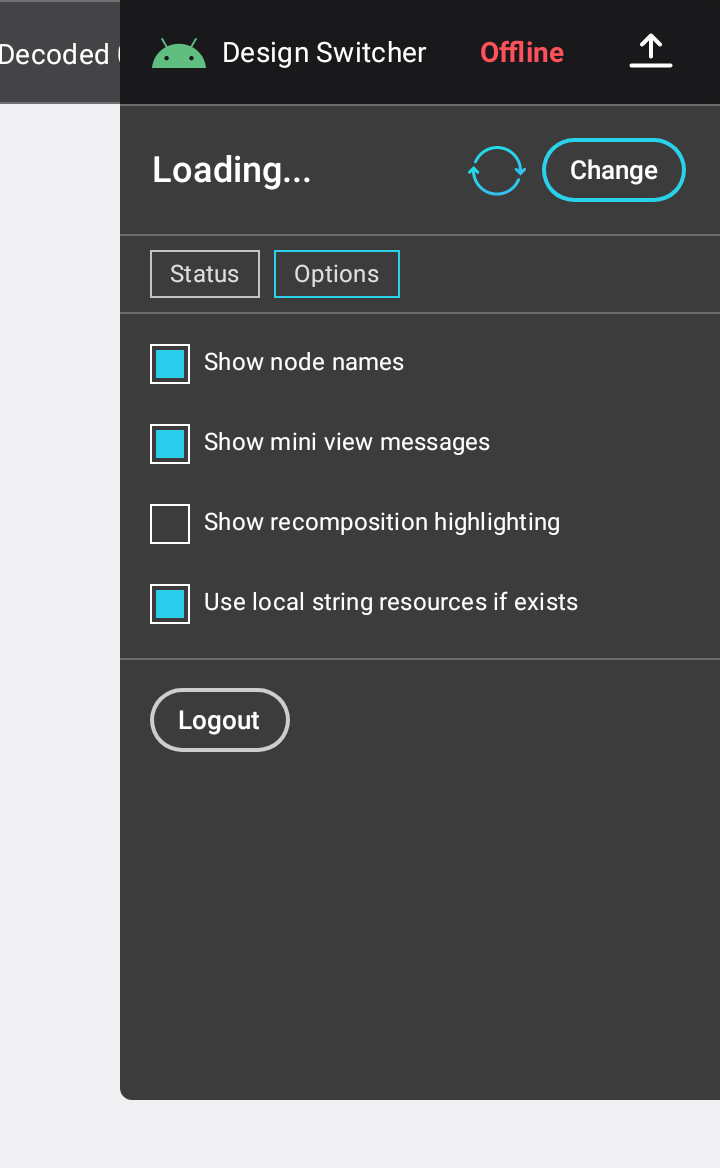 Decoded
Design Switcher
Offline
Loading...
Change
Status
Options
Show node names
Show mini view messages
Show recomposition highlighting
Use local string resources if exists
Logout